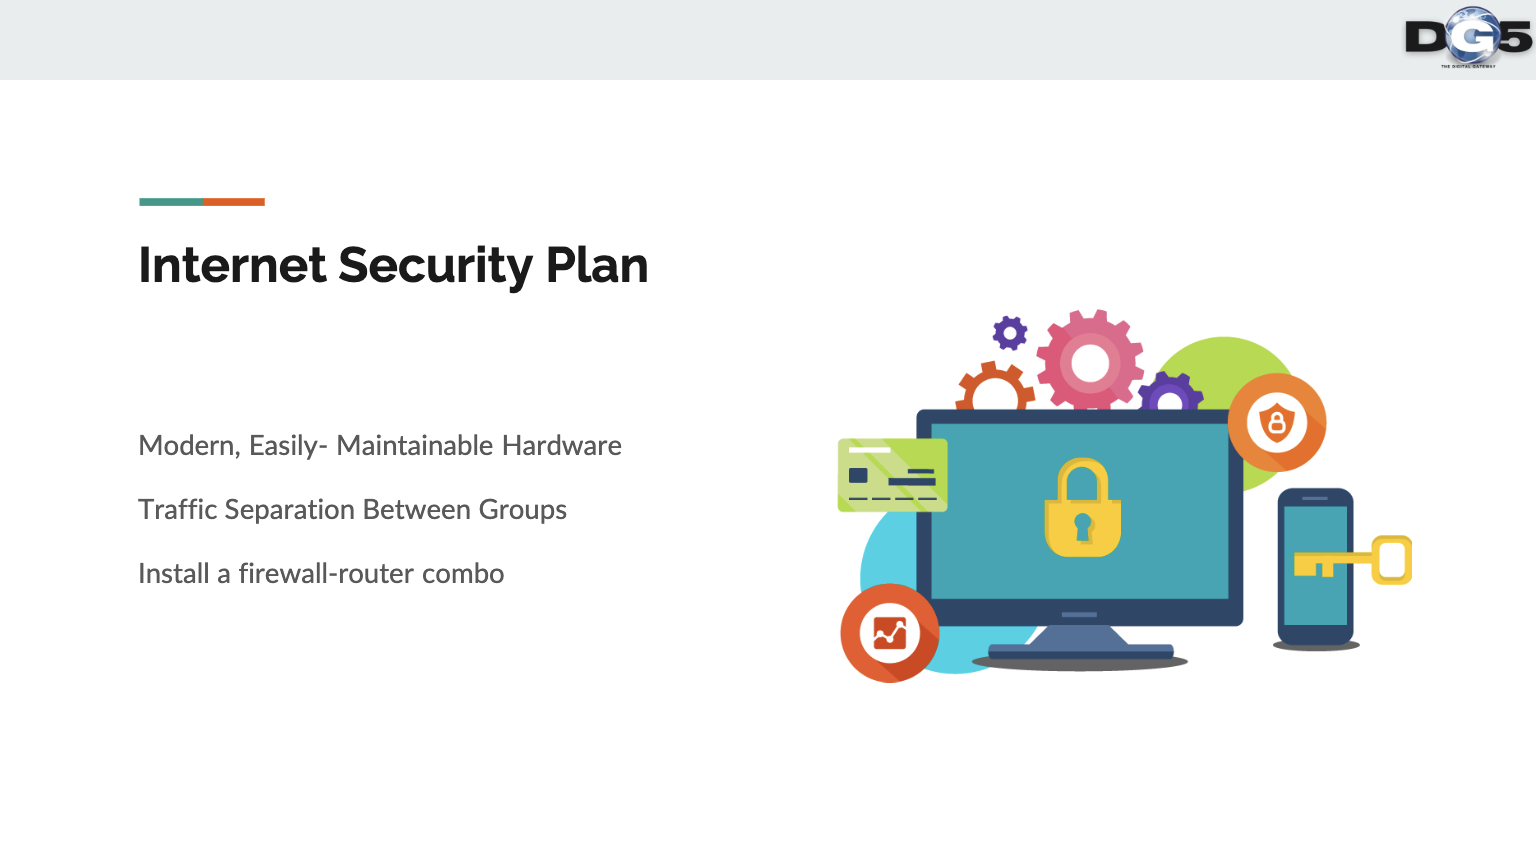 DG5
THE DIGITAL GATEWAY
Internet Security Plan
Modern, Easily- Maintainable Hardware
Traffic Separation Between Groups
Install a firewall-router combo